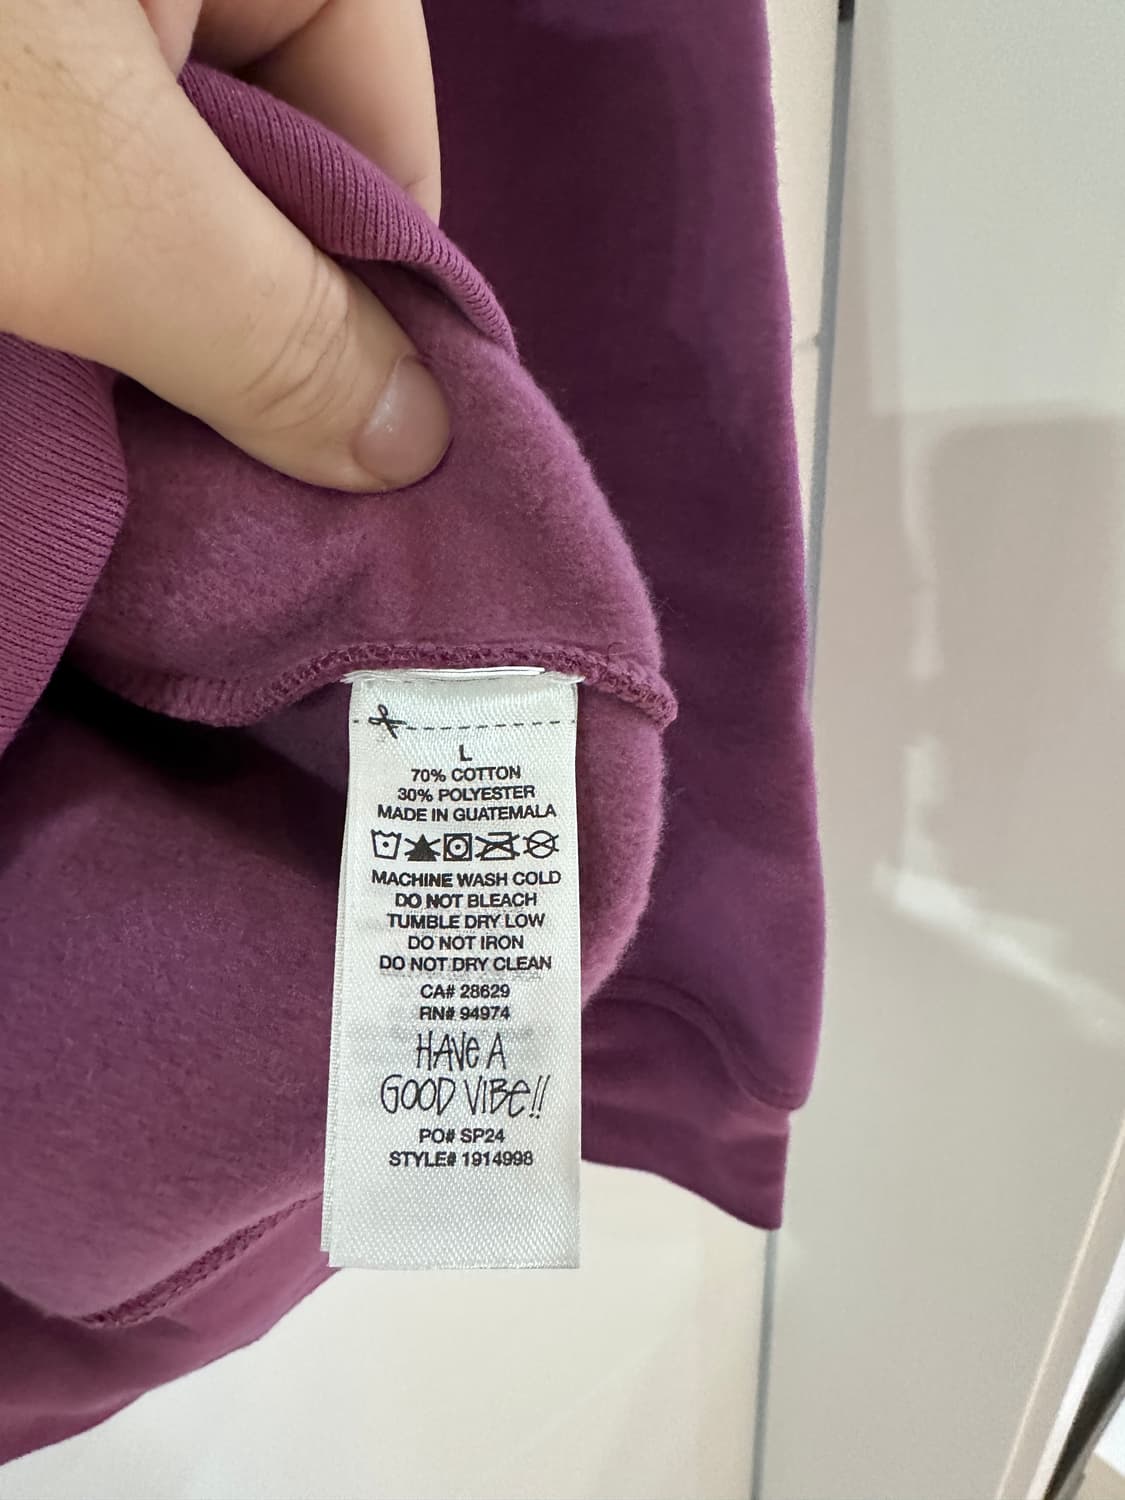 L
70% COTTON
30% POLYESTER
MADE IN GUATEMALA
MACHINE WASH COLD
DO NOT BLEACH
TUMBLE DRY LOW
DO NOT IRON
DO NOT DRY CLEAN
CA# 28629
RN# 94974
HAVe A
GOOD VIBe!!
PO# SP24
STYLE# 1914998